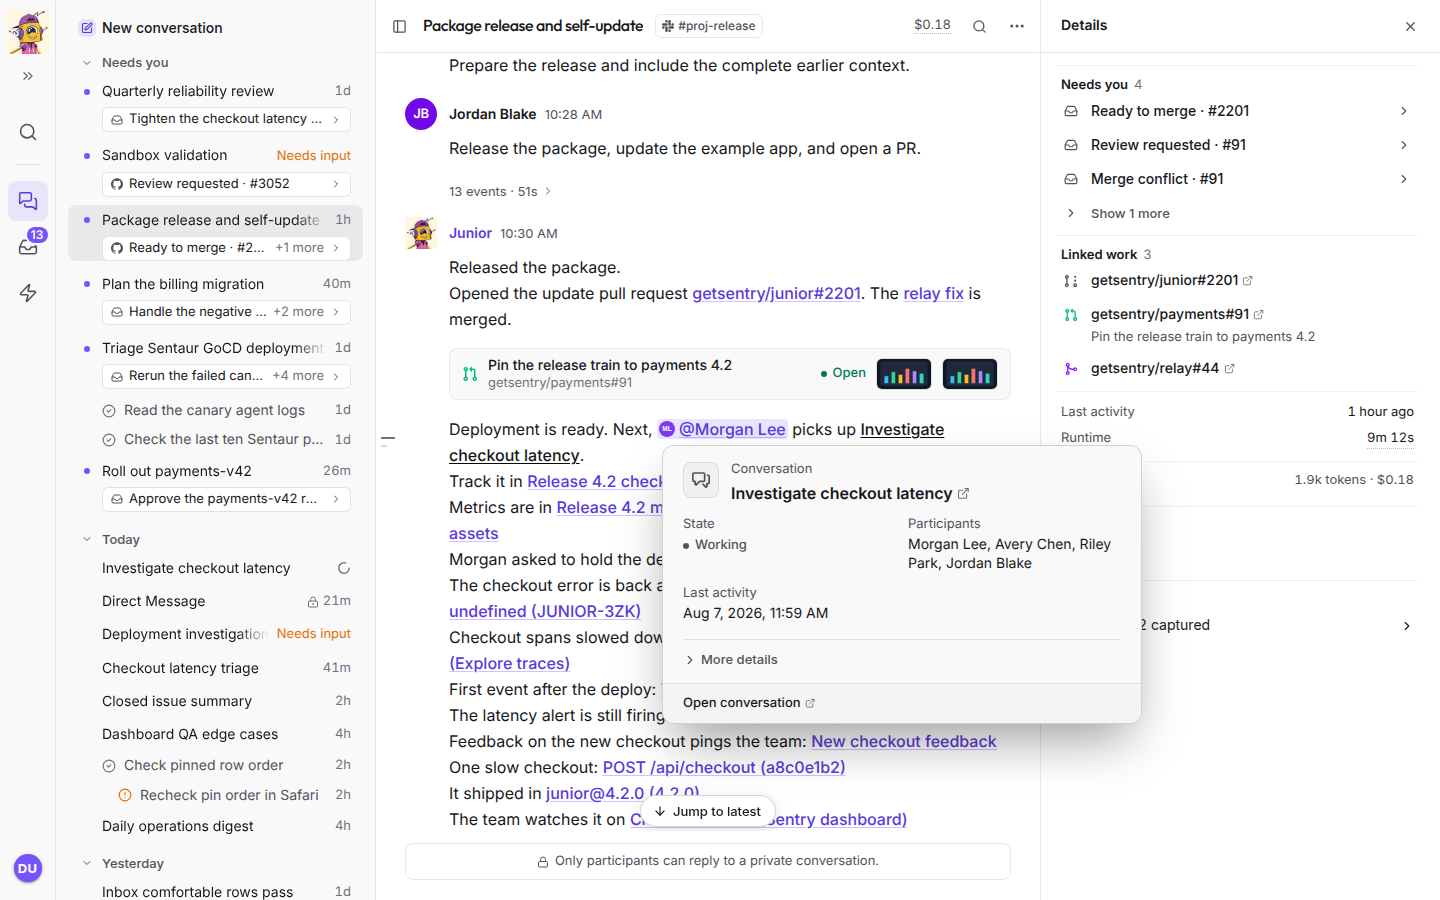 New conversation
Needs you
Quarterly reliability review 1d
Tighten the checkout latency ...
Sandbox validation Needs input
Review requested · #3052
Package release and self-update 1h
Ready to merge · #2... +1 more
Plan the billing migration 40m
Handle the negative ... +2 more
Triage Sentaur GoCD deployment 1d
Rerun the failed can... +4 more
Read the canary agent logs 1d
Check the last ten Sentaur p... 1d
Roll out payments-v42 26m
Approve the payments-v42 r...
Today
Investigate checkout latency
Direct Message 21m
Deployment investigation Needs input
Checkout latency triage 41m
Closed issue summary 2h
Dashboard QA edge cases 4h
Check pinned row order 2h
Recheck pin order in Safari 2h
Daily operations digest 4h
Yesterday
Inbox comfortable rows pass 1d
13
DU
Package release and self-update #proj-release $0.18
Prepare the release and include the complete earlier context.
JB Jordan Blake 10:28 AM
Release the package, update the example app, and open a PR.
13 events · 51s
Junior 10:30 AM
Released the package.
Opened the update pull request getsentry/junior#2201. The relay fix is
merged.
Pin the release train to payments 4.2
getsentry/payments#91
Open
Deployment is ready. Next, ML @Morgan Lee picks up Investigate
checkout latency.
Track it in Release 4.2 check
Metrics are in Release 4.2 m
assets
Morgan asked to hold the de
The checkout error is back a
undefined (JUNIOR-3ZK)
Checkout spans slowed dow
(Explore traces)
First event after the deploy:
The latency alert is still firing
Feedback on the new checkout pings the team: New checkout feedback
One slow checkout: POST /api/checkout (a8c0e1b2)
It shipped in junior@4.2.0 (4.2.0)
The team watches it on C entry dashboard)
Jump to latest
Only participants can reply to a private conversation.
Conversation
Investigate checkout latency
State
Working
Participants
Morgan Lee, Avery Chen, Riley
Park, Jordan Blake
Last activity
Aug 7, 2026, 11:59 AM
More details
Open conversation
Details
Needs you 4
Ready to merge · #2201
Review requested · #91
Merge conflict · #91
Show 1 more
Linked work 3
getsentry/junior#2201
getsentry/payments#91
Pin the release train to payments 4.2
getsentry/relay#44
Last activity 1 hour ago
Runtime 9m 12s
1.9k tokens · $0.18
2 captured